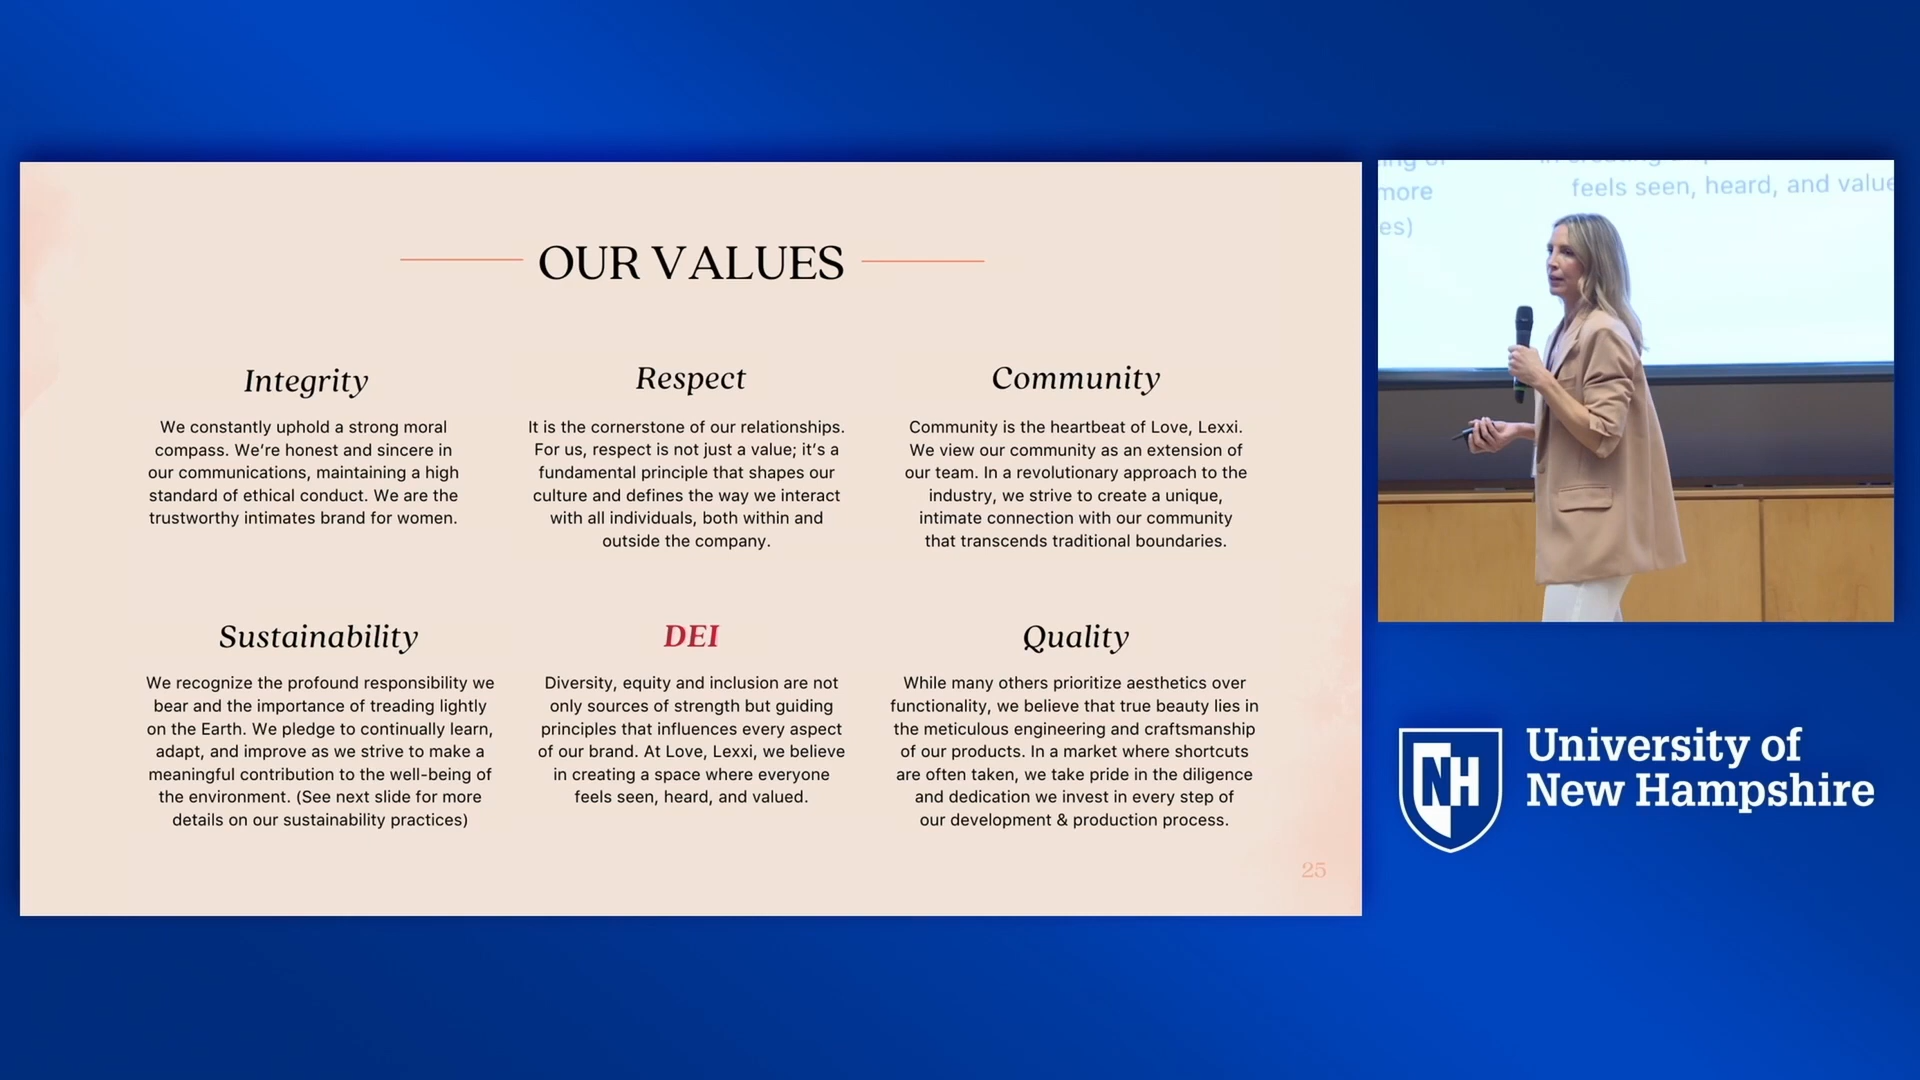 OUR VALUES
Integrity
We constantly uphold a strong moral
compass. We're honest and sincere in
our communications, maintaining a high
standard of ethical conduct. We are the
trustworthy intimates brand for women.
Respect
It is the cornerstone of our relationships.
For us, respect is not just a value; it's a
fundamental principle that shapes our
culture and defines the way we interact
with all individuals, both within and
outside the company.
Community
Community is the heartbeat of Love, Lexxi.
We view our community as an extension of
our team. In a revolutionary approach to the
industry, we strive to create a unique,
intimate connection with our community
that transcends traditional boundaries.
Sustainability
We recognize the profound responsibility we
bear and the importance of treading lightly
on the Earth. We pledge to continually learn,
adapt, and improve as we strive to make a
meaningful contribution to the well-being of
the environment. (See next slide for more
details on our sustainability practices)
DEI
Diversity, equity and inclusion are not
only sources of strength but guiding
principles that influences every aspect
of our brand. At Love, Lexxi, we believe
in creating a space where everyone
feels seen, heard, and valued.
Quality
While many others prioritize aesthetics over
functionality, we believe that true beauty lies in
the meticulous engineering and craftsmanship
of our products. In a market where shortcuts
are often taken, we take pride in the diligence
and dedication we invest in every step of
our development & production process.
25
more
feels seen, heard, and value
es)
NH
University of
New Hampshire